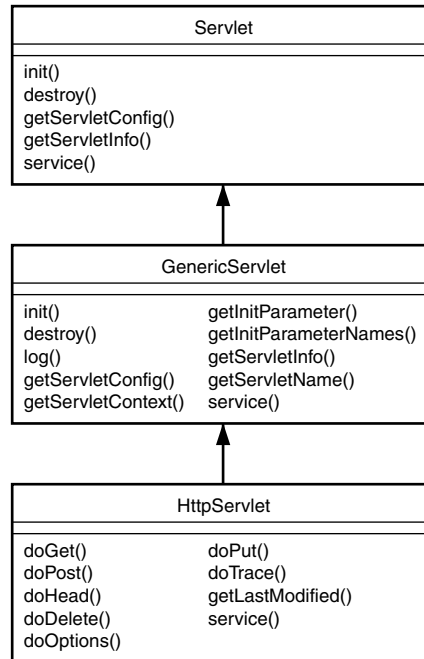 Servlet
init()
destroy()
getServletConfig()
getServletInfo()
service()
GenericServlet
init() getInitParameter()
destroy() getInitParameterNames()
log() getServletInfo()
getServletConfig() getServletName()
getServletContext() service()
HttpServlet
doGet() doPut()
doPost() doTrace()
doHead() getLastModified()
doDelete() service()
doOptions()